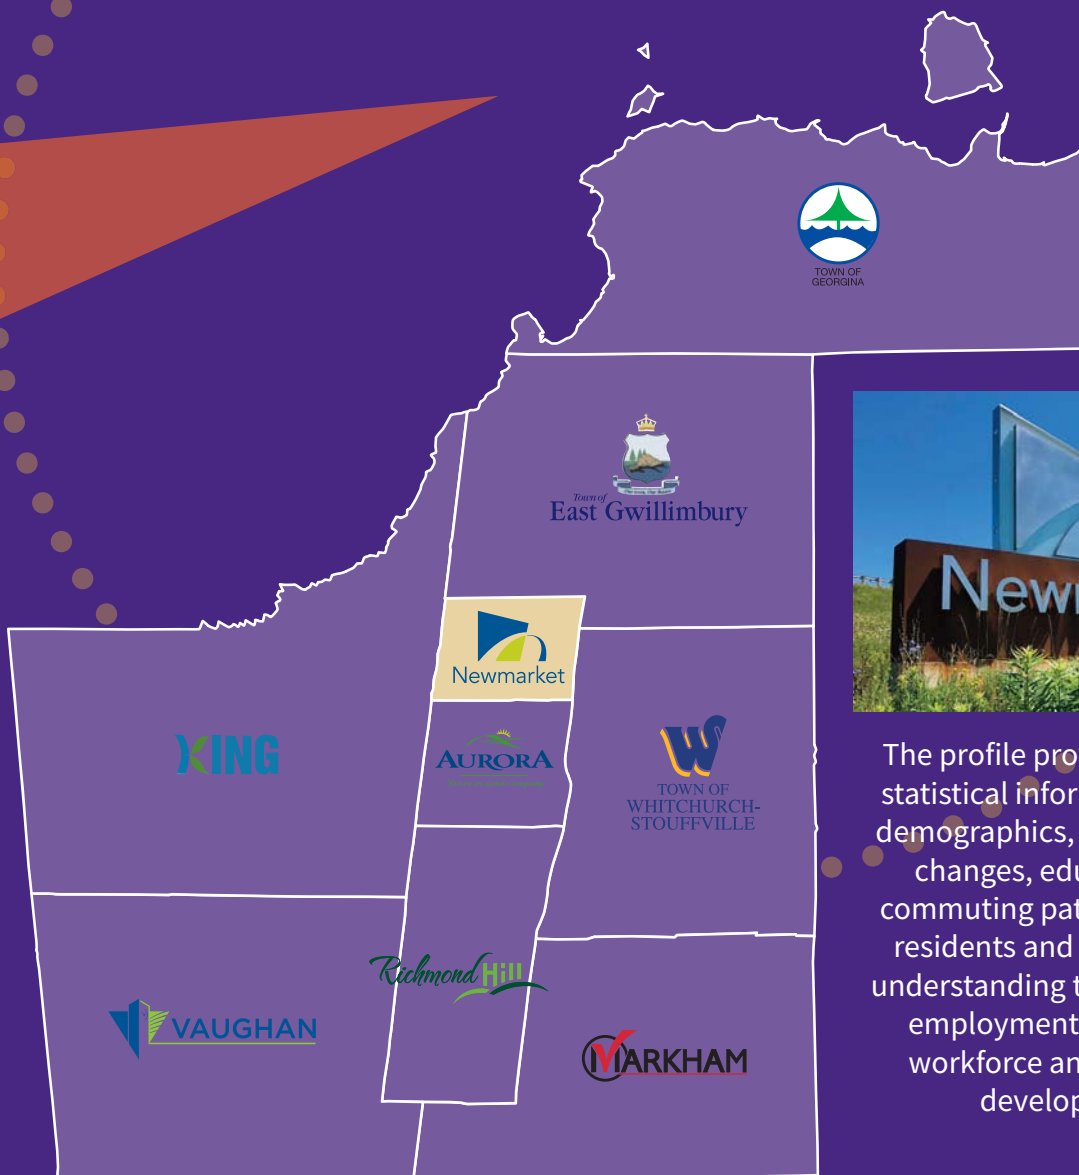 TOWN OF
GEORGINA
Town of
East Gwillimbury
Newmarket
KING
AURORA
TOWN OF
WHITCHURCH-
STOUFFVILLE
Richmond Hill
VAUGHAN
MARKHAM
New
The profile pro
statistical infor
demographics,
changes, edu
commuting pat
residents and
understanding t
employment
workforce an
develop